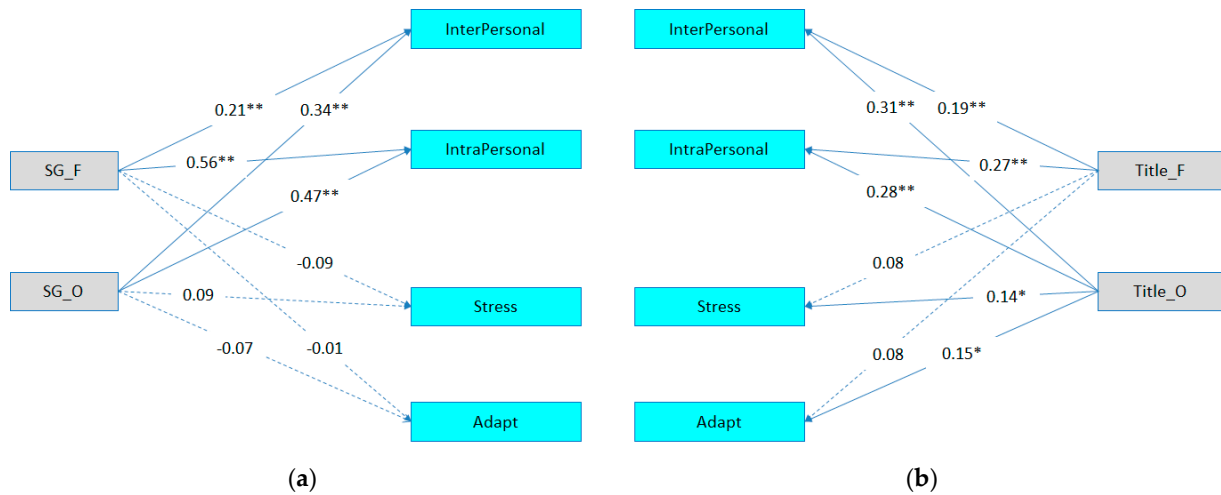 InterPersonal
InterPersonal
0.21**
0.34**
0.31**
0.19**
IntraPersonal
IntraPersonal
SG_F
0.56**
0.27**
Title_F
0.47**
0.28**
-0.09
0.08
SG_O
0.09
Stress
Stress
0.14*
Title_O
-0.07
-0.01
0.08
0.15*
Adapt
Adapt
(a)
(b)